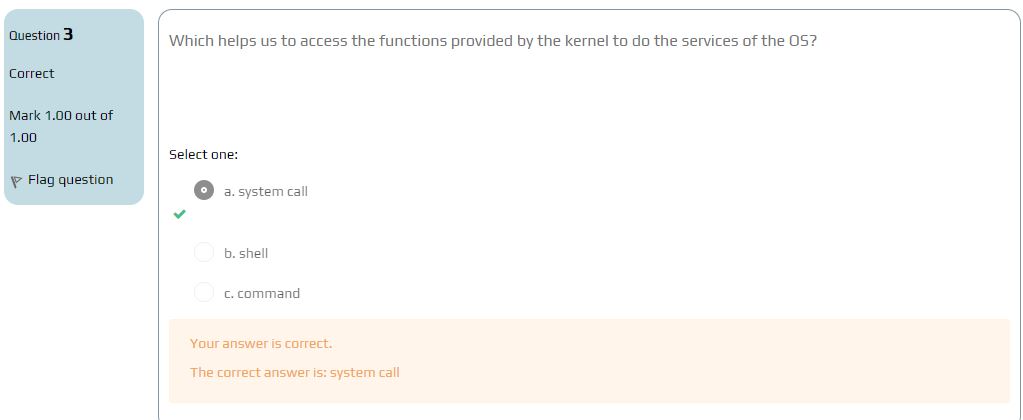 Question 3
Correct
Mark 1.00 out of
1.00
Flag question
Which helps us to access the functions provided by the kernel to do the services of the OS?
Select one:
a. system call
b. shell
c. command
Your answer is correct.
The correct answer is: system call